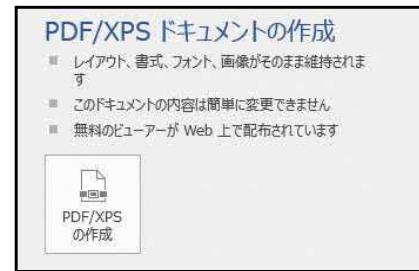 PDF/XPS ドキュメントの作成
レイアウト、書式、フォント、画像がそのまま維持されま
す
このドキュメントの内容は簡単に変更できません
無料のビューアーが Web 上で配布されています
PDF/XPS
の作成